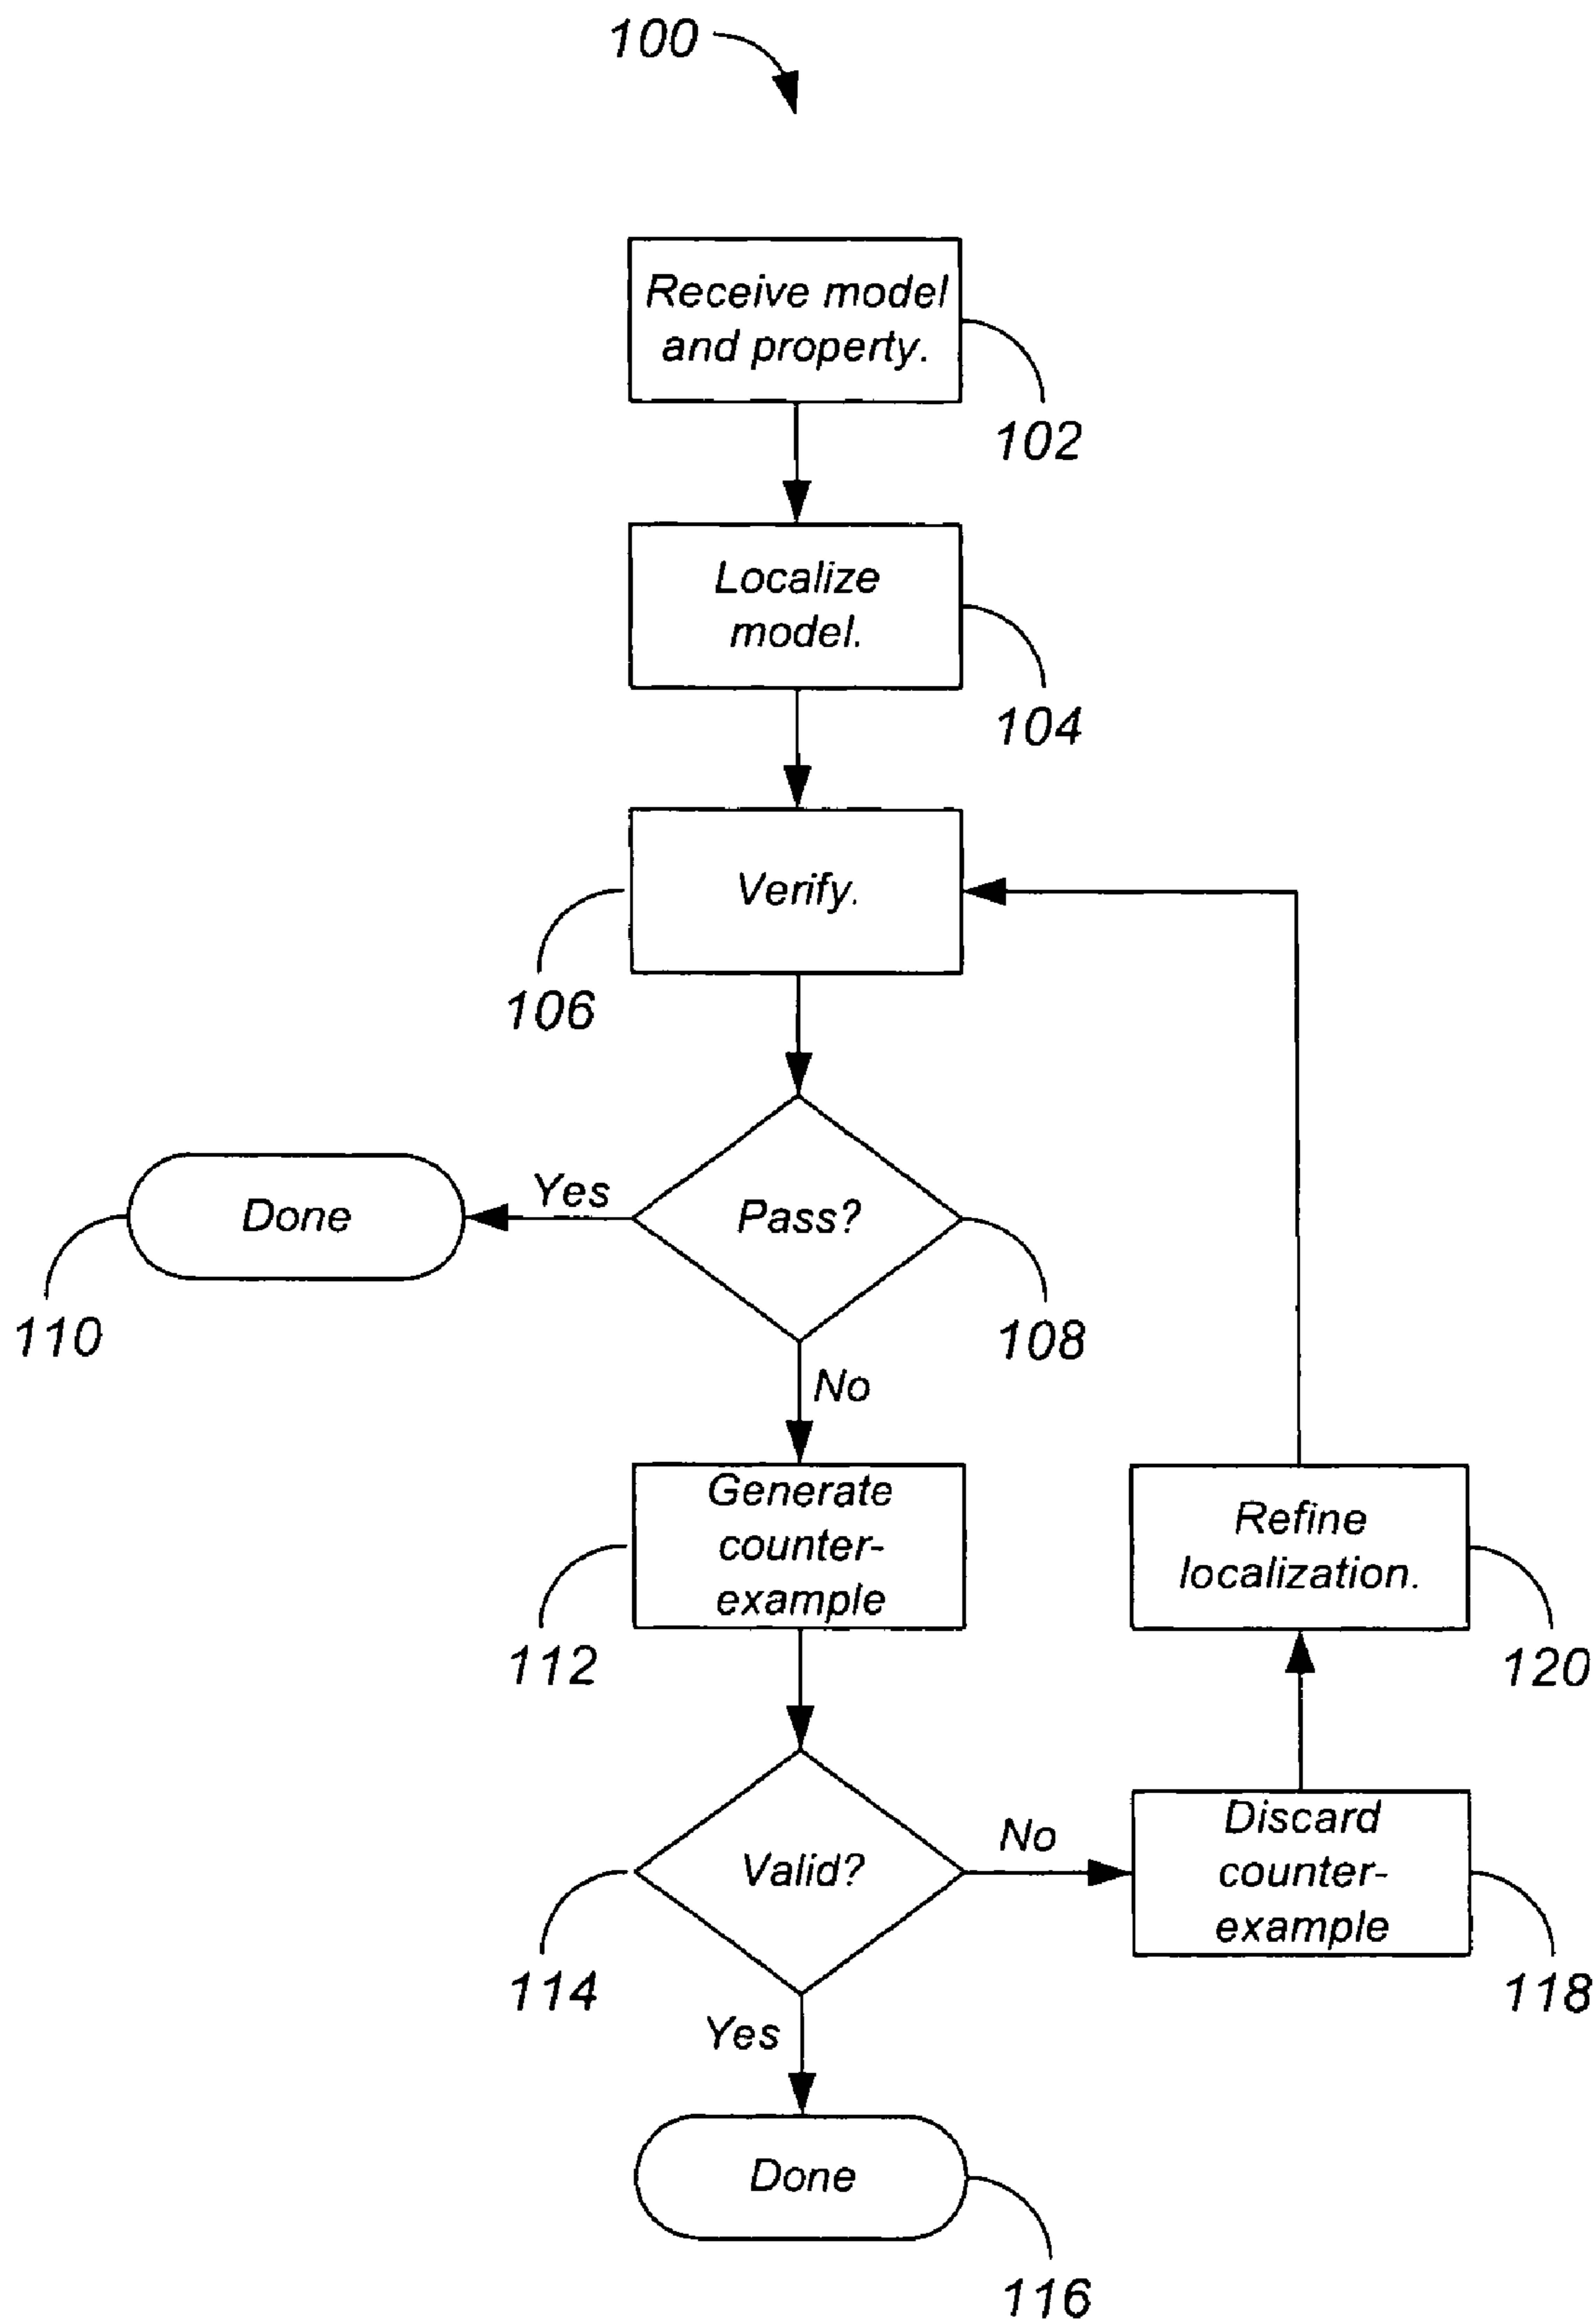 100
Receive model
and property.
102
Localize
model.
104
Verify.
106
Pass?
108
Yes
Done
110
No
Generate
counter-
example
112
Refine
localization.
120
Valid?
114
No
Discard
counter-
example
118
Yes
Done
116